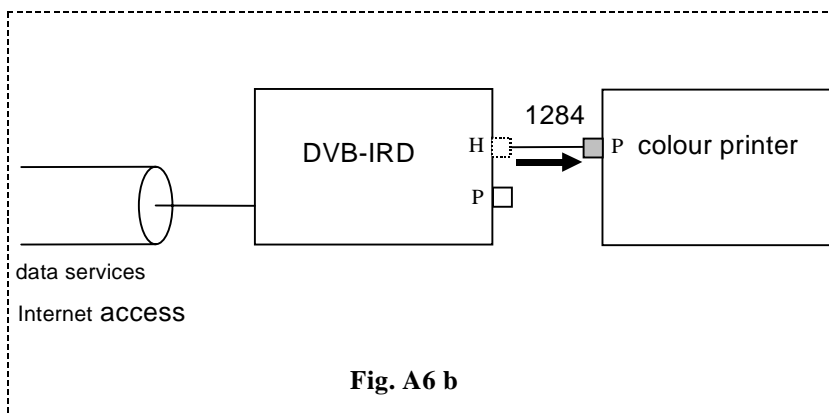 1284
DVB-IRD
H
P
colour printer
P
data services
Internet access
Fig. A6 b